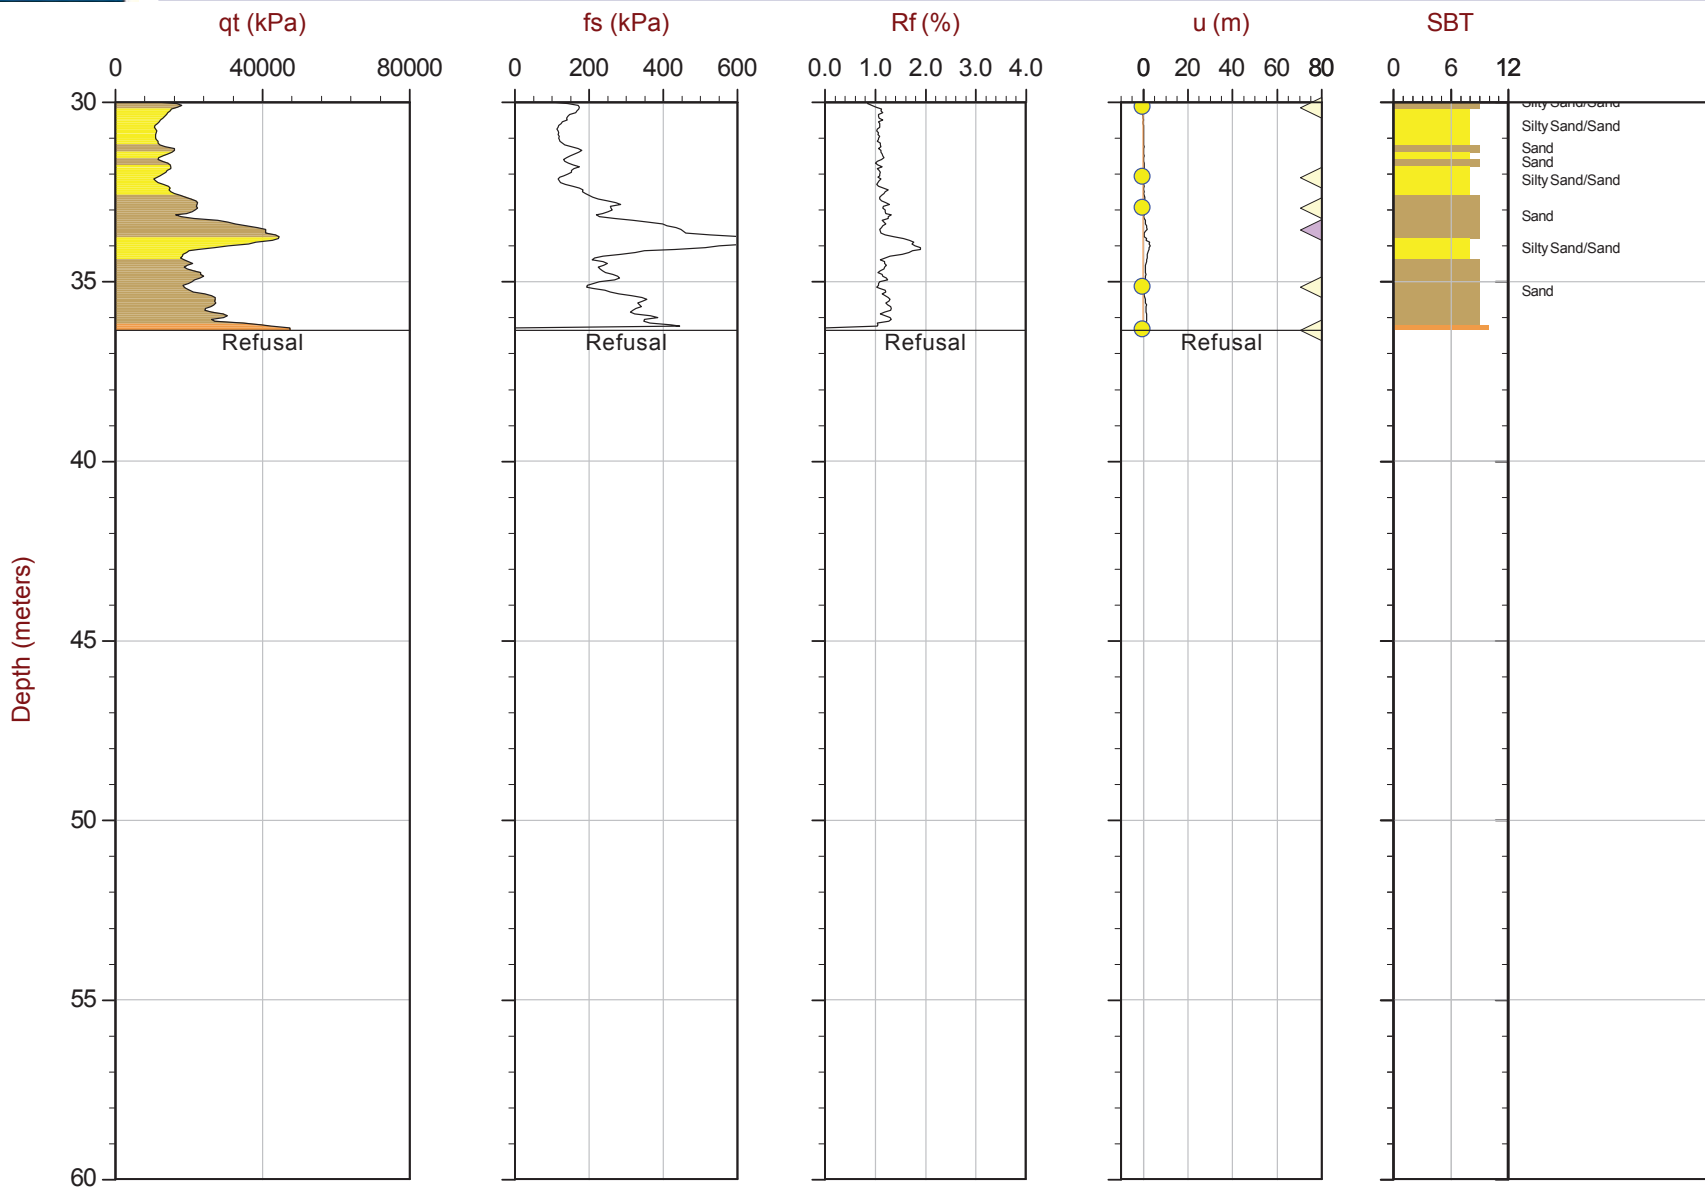 qt (kPa) fs (kPa) Rf (%) u (m) SBT
0 40000 80000 0 200 400 600 0.0 1.0 2.0 3.0 4.0 0 20 40 60 80 0 6 12
30 Silty Sand/Sand
Silty Sand/Sand
Sand
Sand
Silty Sand/Sand
Sand
Silty Sand/Sand
35
Sand
Refusal Refusal Refusal Refusal
40
45
Depth (meters)
50
55
60